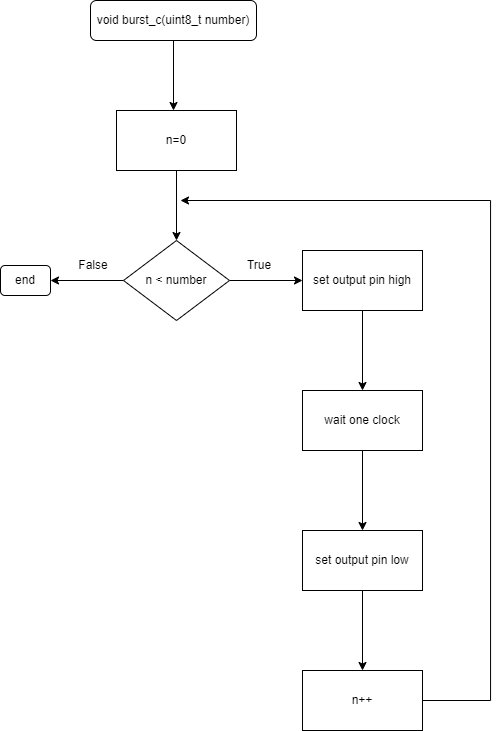 void burst_c(uint8_t number)
n=0
n < number
False
end
True
set output pin high
wait one clock
set output pin low
n++